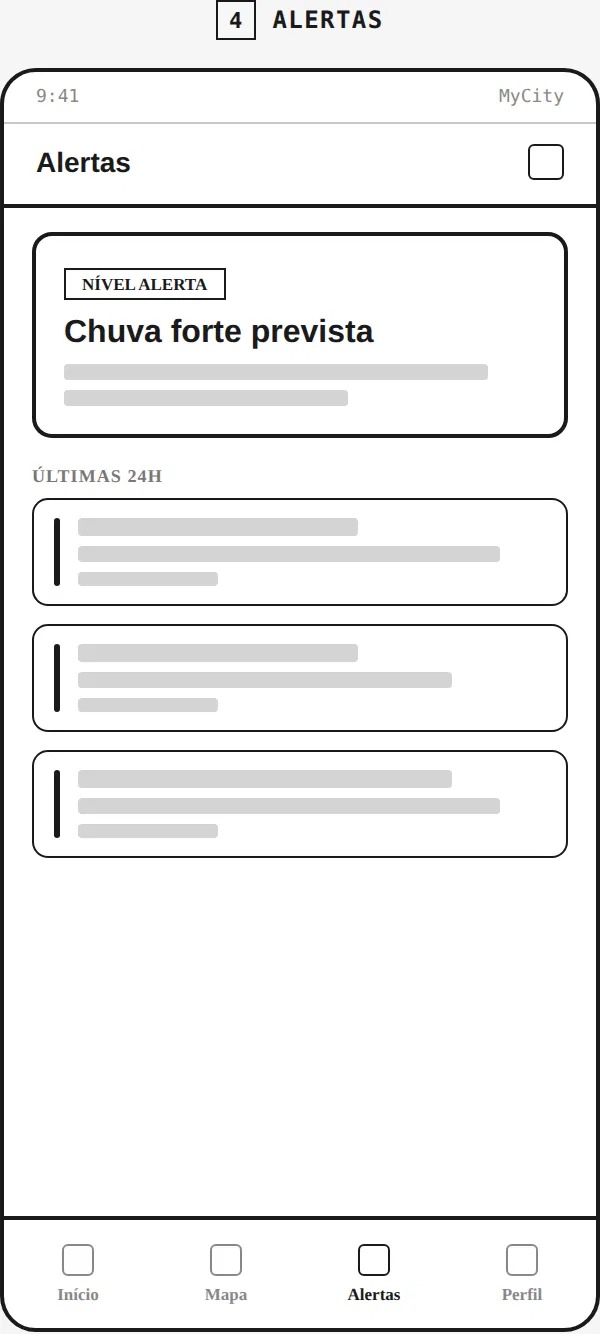 4 ALERTAS
9:41 MyCity
Alertas
NÍVEL ALERTA
Chuva forte prevista
ÚLTIMAS 24H
Início Mapa Alertas Perfil